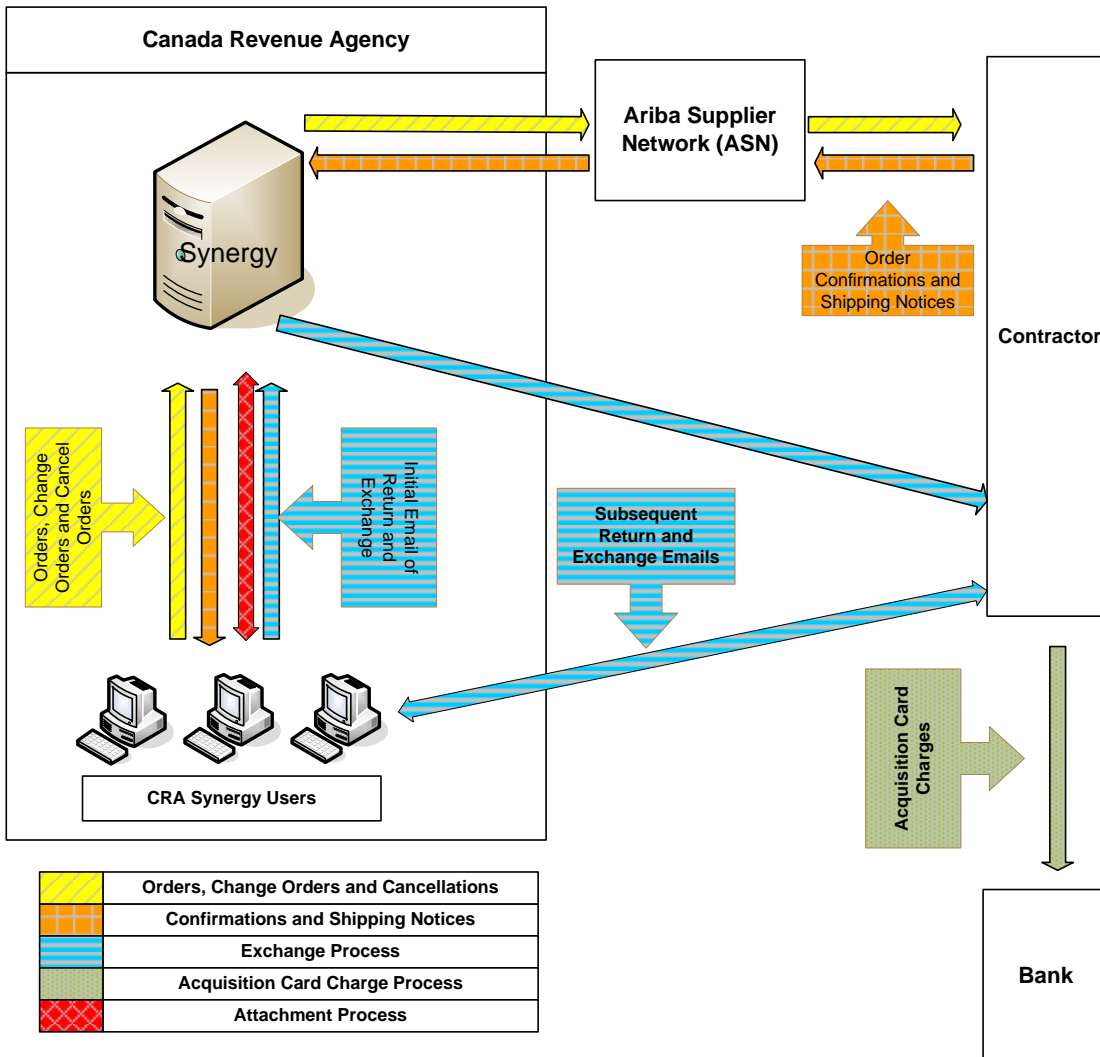 Canada Revenue Agency
Ariba Supplier
Network (ASN)
Synergy
Order
Confirmations and
Shipping Notices
Contractor
Orders, Change
Orders and Cancel
Orders
Initial Email of
Return and
Exchange
Subsequent
Return and
Exchange Emails
CRA Synergy Users
Acquisition Card
Charges
Orders, Change Orders and Cancellations
Confirmations and Shipping Notices
Exchange Process
Acquisition Card Charge Process
Attachment Process
Bank